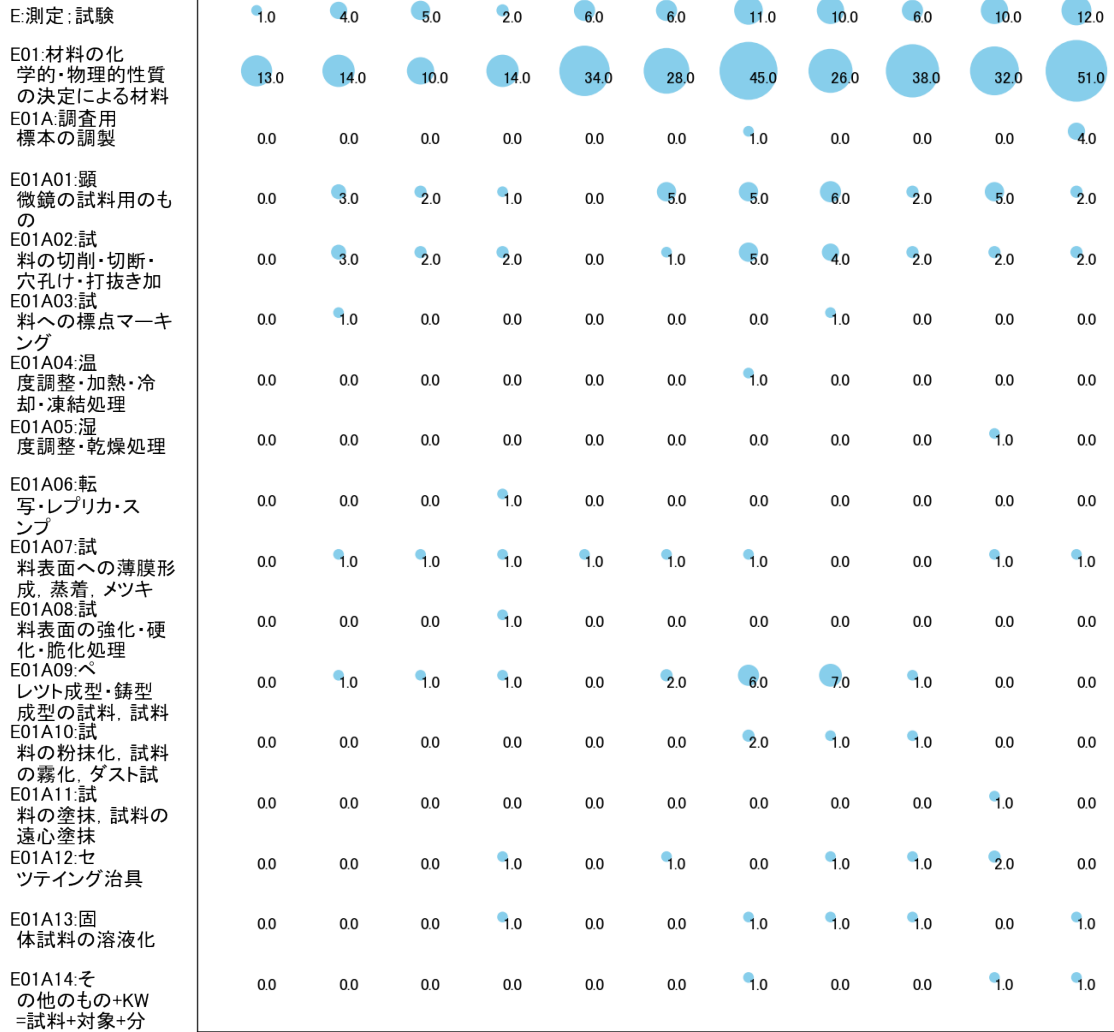 E:測定;試験 1.0 4.0 5.0 2.0 6.0 6.0 11.0 10.0 6.0 10.0 12.0
E01:材料の化
学的・物理的性質 13.0 14.0 10.0 14.0 34.0 28.0 45.0 26.0 38.0 32.0 51.0
の決定による材料
E01A:調査用
標本の調製 0.0 0.0 0.0 0.0 0.0 0.0 1.0 0.0 0.0 0.0 4.0
E01A01:顕
微鏡の試料用のも 0.0 3.0 2.0 1.0 0.0 5.0 5.0 6.0 2.0 5.0 2.0
の
E01A02:試
料の切削・切断・ 0.0 3.0 2.0 2.0 0.0 1.0 5.0 4.0 2.0 2.0 2.0
穴孔け・打抜き加
E01A03:試
料への標点マーキ 0.0 1.0 0.0 0.0 0.0 0.0 0.0 1.0 0.0 0.0 0.0
ング
E01A04:温
度調整・加熱・冷 0.0 0.0 0.0 0.0 0.0 0.0 1.0 0.0 0.0 0.0 0.0
却・凍結処理
E01A05:湿
度調整・乾燥処理 0.0 0.0 0.0 0.0 0.0 0.0 0.0 0.0 0.0 1.0 0.0
E01A06:転
写・レプリカ・ス 0.0 0.0 0.0 1.0 0.0 0.0 0.0 0.0 0.0 0.0 0.0
ンプ
E01A07:試
料表面への薄膜形 0.0 1.0 1.0 1.0 1.0 1.0 1.0 0.0 0.0 1.0 1.0
成, 蒸着, メツキ
E01A08:試
料表面の強化・硬 0.0 0.0 0.0 1.0 0.0 0.0 0.0 0.0 0.0 0.0 0.0
化・脆化処理
E01A09:ペ
レツト成型・鋳型 0.0 1.0 1.0 1.0 0.0 2.0 6.0 7.0 1.0 0.0 0.0
成型の試料, 試料
E01A10:試
料の粉抹化, 試料 0.0 0.0 0.0 0.0 0.0 0.0 2.0 1.0 1.0 0.0 0.0
の霧化, ダスト試
E01A11:試
料の塗抹, 試料の 0.0 0.0 0.0 0.0 0.0 0.0 0.0 0.0 0.0 1.0 0.0
遠心塗抹
E01A12:セ
ツテイング治具 0.0 0.0 0.0 1.0 0.0 1.0 0.0 1.0 1.0 2.0 0.0
E01A13:固
体試料の溶液化 0.0 0.0 0.0 1.0 0.0 0.0 1.0 1.0 1.0 0.0 1.0
E01A14:そ
の他のもの+KW 0.0 0.0 0.0 0.0 0.0 0.0 1.0 0.0 0.0 1.0 1.0
=試料+対象+分